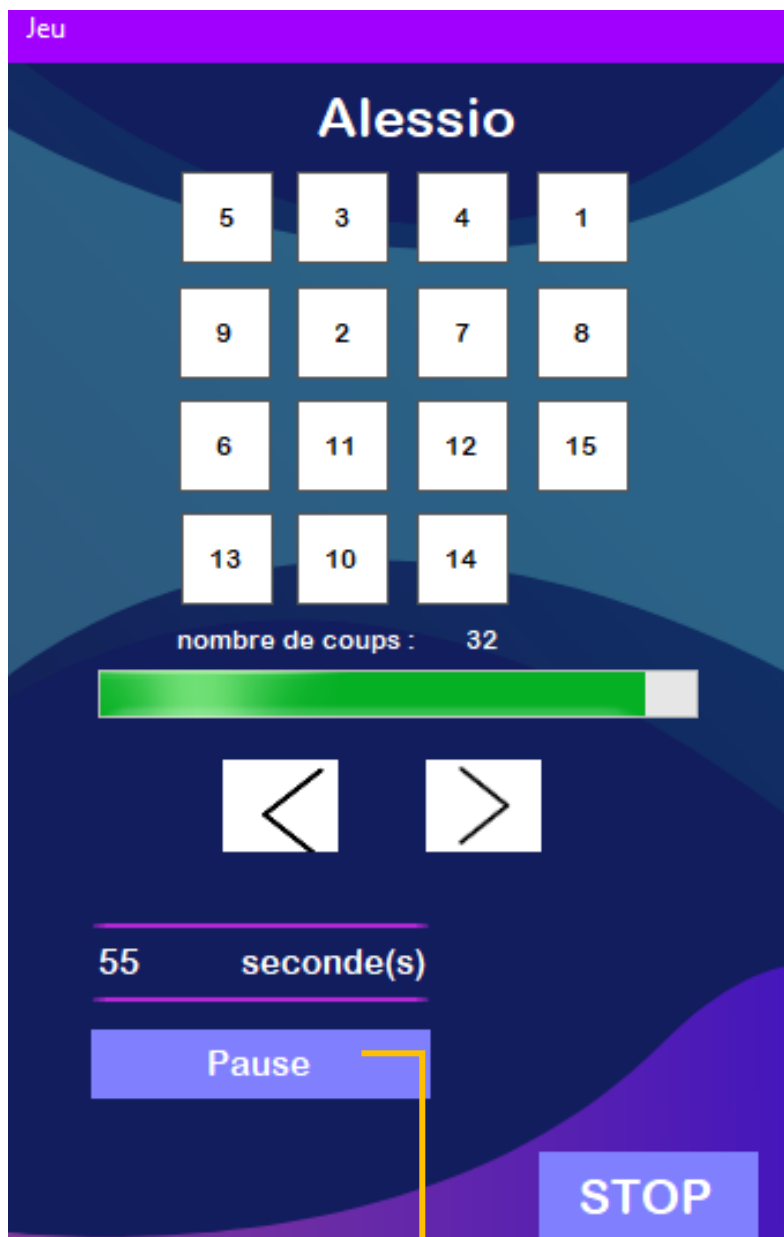 Jeu
Alessio
5 3 4 1
9 2 7 8
6 11 12 15
13 10 14
nombre de coups : 32
55 seconde(s)
Pause
STOP